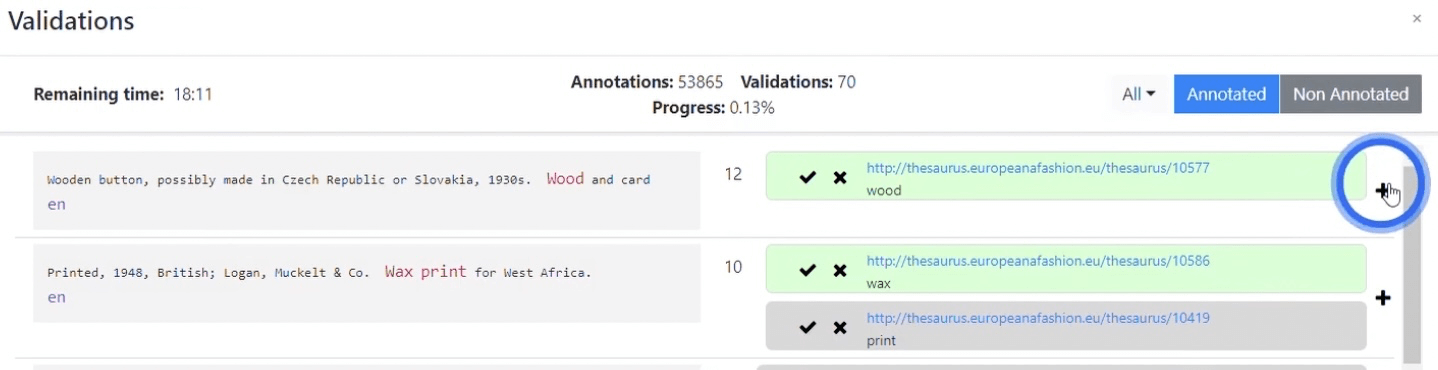 Validations
×
Remaining time: 18:11
Annotations: 53865 Validations: 70
Progress: 0.13%
All
Annotated
Non Annotated
Wooden button, possibly made in Czech Republic or Slovakia, 1930s. Wood and card
en
12
http://thesaurus.europeanafashion.eu/thesaurus/10577
wood
Printed, 1948, British; Logan, Muckelt & Co. Wax print for West Africa.
en
10
http://thesaurus.europeanafashion.eu/thesaurus/10586
wax
http://thesaurus.europeanafashion.eu/thesaurus/10419
print